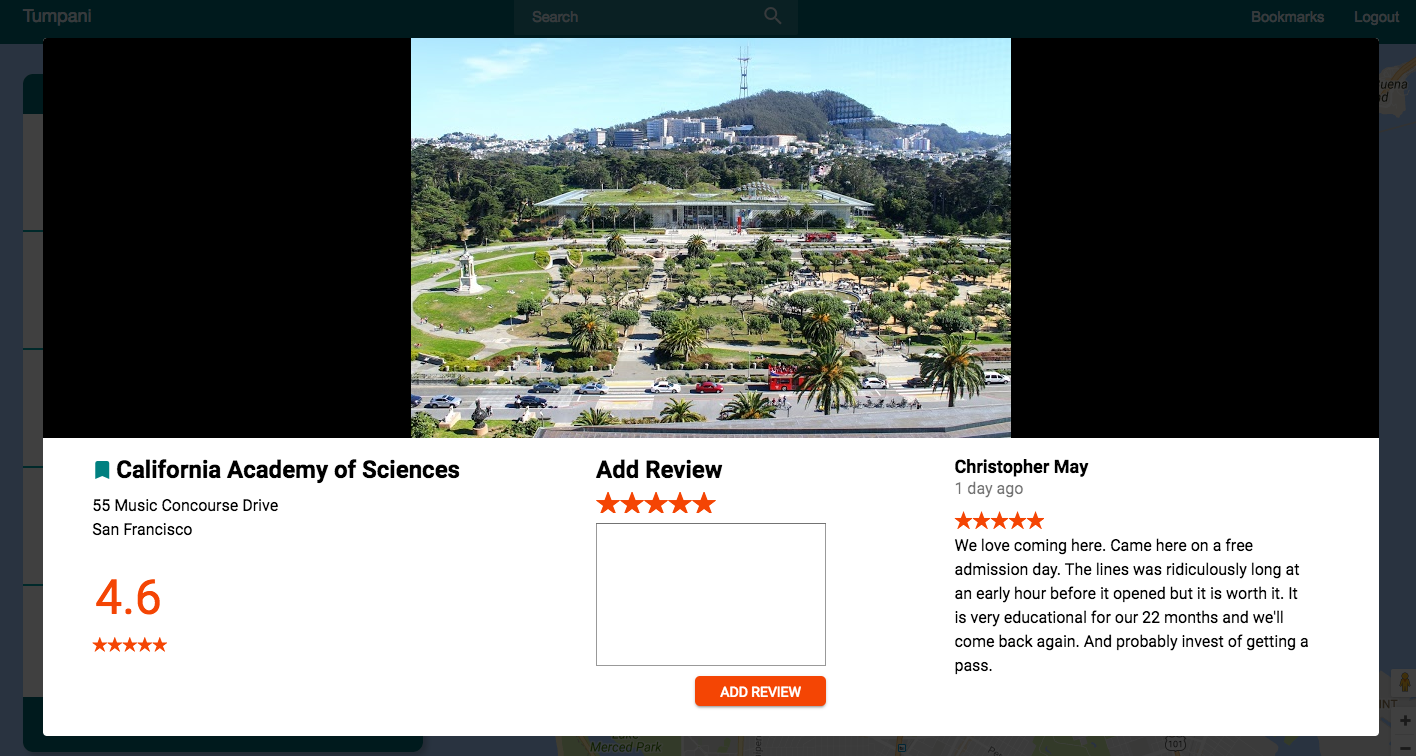 Tumpani
Search
Bookmarks
Logout
California Academy of Sciences
55 Music Concourse Drive
San Francisco
4.6
Add Review
ADD REVIEW
Christopher May
1 day ago
We love coming here. Came here on a free
admission day. The lines was ridiculously long at
an early hour before it opened but it is worth it. It
is very educational for our 22 months and we'll
come back again. And probably invest of getting a
pass.
Merced Park
101